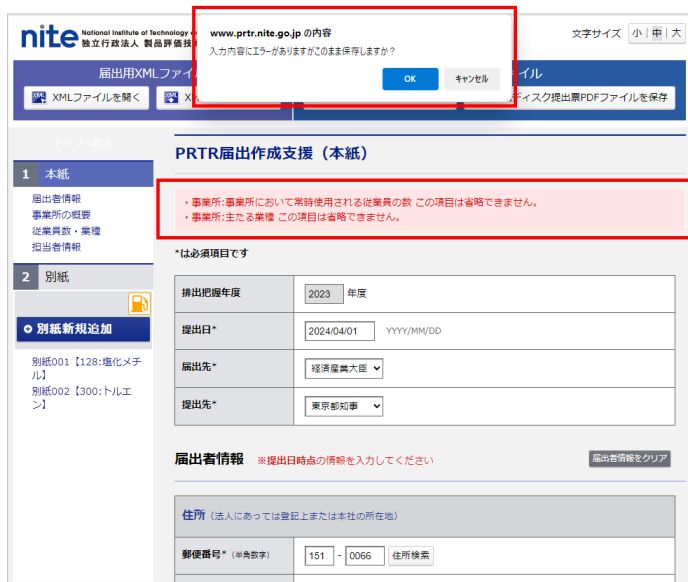 nite National Institute of Technology
独立行政法人 製品評価技
www.prtr.nite.go.jp の内容
入力内容にエラーがありますがこのまま保存しますか？
OK
キャンセル
文字サイズ 小 中 大
届出用XMLファイ
イル
XMLファイルを開く
ディスク提出票PDFファイルを保存
トップへ戻る
1 本紙
届出者情報
事業所の概要
従業員数・業種
担当者情報
2 別紙
別紙新規追加
別紙001【128:塩化メチ
ル】
別紙002【300:トルエ
ン】
PRTR届出作成支援（本紙）
・事業所:事業所において常時使用される従業員の数 この項目は省略できません。
・事業所:主たる業種 この項目は省略できません。
*は必須項目です
排出把握年度 2023 年度
提出日* 2024/04/01 YYYY/MM/DD
届出先* 経済産業大臣
提出先* 東京都知事
届出者情報 ※提出日時点の情報を入力してください 届出者情報をクリア
住所（法人にあっては登記上または本社の所在地）
郵便番号*（半角数字） 151 - 0066 住所検索